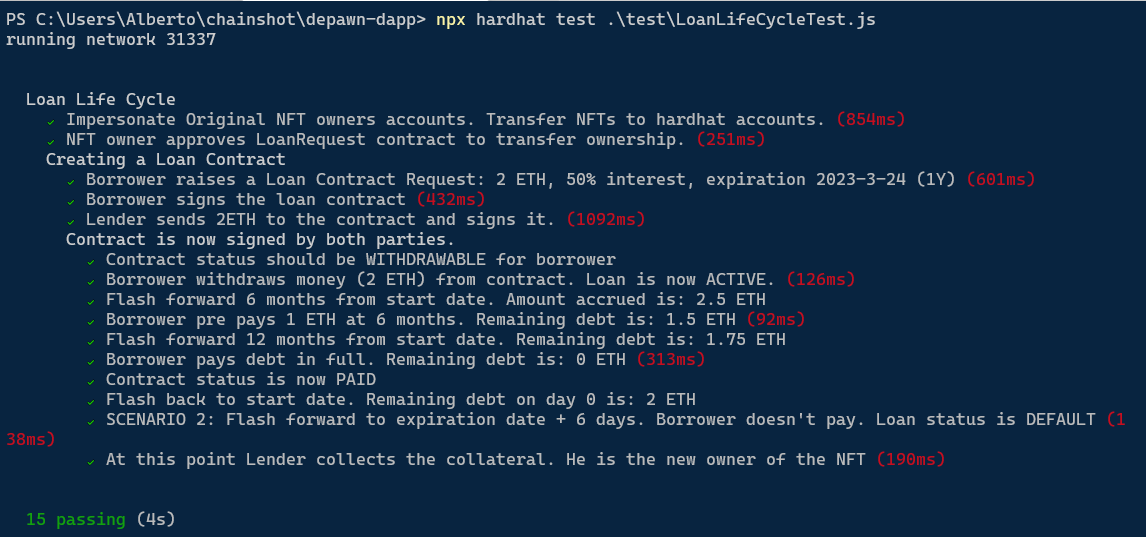 PS C:\Users\Alberto\chainshot\depawn-dapp> npx hardhat test .\test\LoanLifeCycleTest.js
running network 31337
Loan Life Cycle
✓ Impersonate Original NFT owners accounts. Transfer NFTs to hardhat accounts. (854ms)
✓ NFT owner approves LoanRequest contract to transfer ownership. (251ms)
Creating a Loan Contract
✓ Borrower raises a Loan Contract Request: 2 ETH, 50% interest, expiration 2023-3-24 (1Y) (601ms)
✓ Borrower signs the loan contract (432ms)
✓ Lender sends 2ETH to the contract and signs it. (1092ms)
Contract is now signed by both parties.
✓ Contract status should be WITHDRAWABLE for borrower
✓ Borrower withdraws money (2 ETH) from contract. Loan is now ACTIVE. (126ms)
✓ Flash forward 6 months from start date. Amount accrued is: 2.5 ETH
✓ Borrower pre pays 1 ETH at 6 months. Remaining debt is: 1.5 ETH (92ms)
✓ Flash forward 12 months from start date. Remaining debt is: 1.75 ETH
✓ Borrower pays debt in full. Remaining debt is: 0 ETH (313ms)
✓ Contract status is now PAID
✓ Flash back to start date. Remaining debt on day 0 is: 2 ETH
✓ SCENARIO 2: Flash forward to expiration date + 6 days. Borrower doesn't pay. Loan status is DEFAULT (1
38ms)
✓ At this point Lender collects the collateral. He is the new owner of the NFT (190ms)
15 passing (4s)